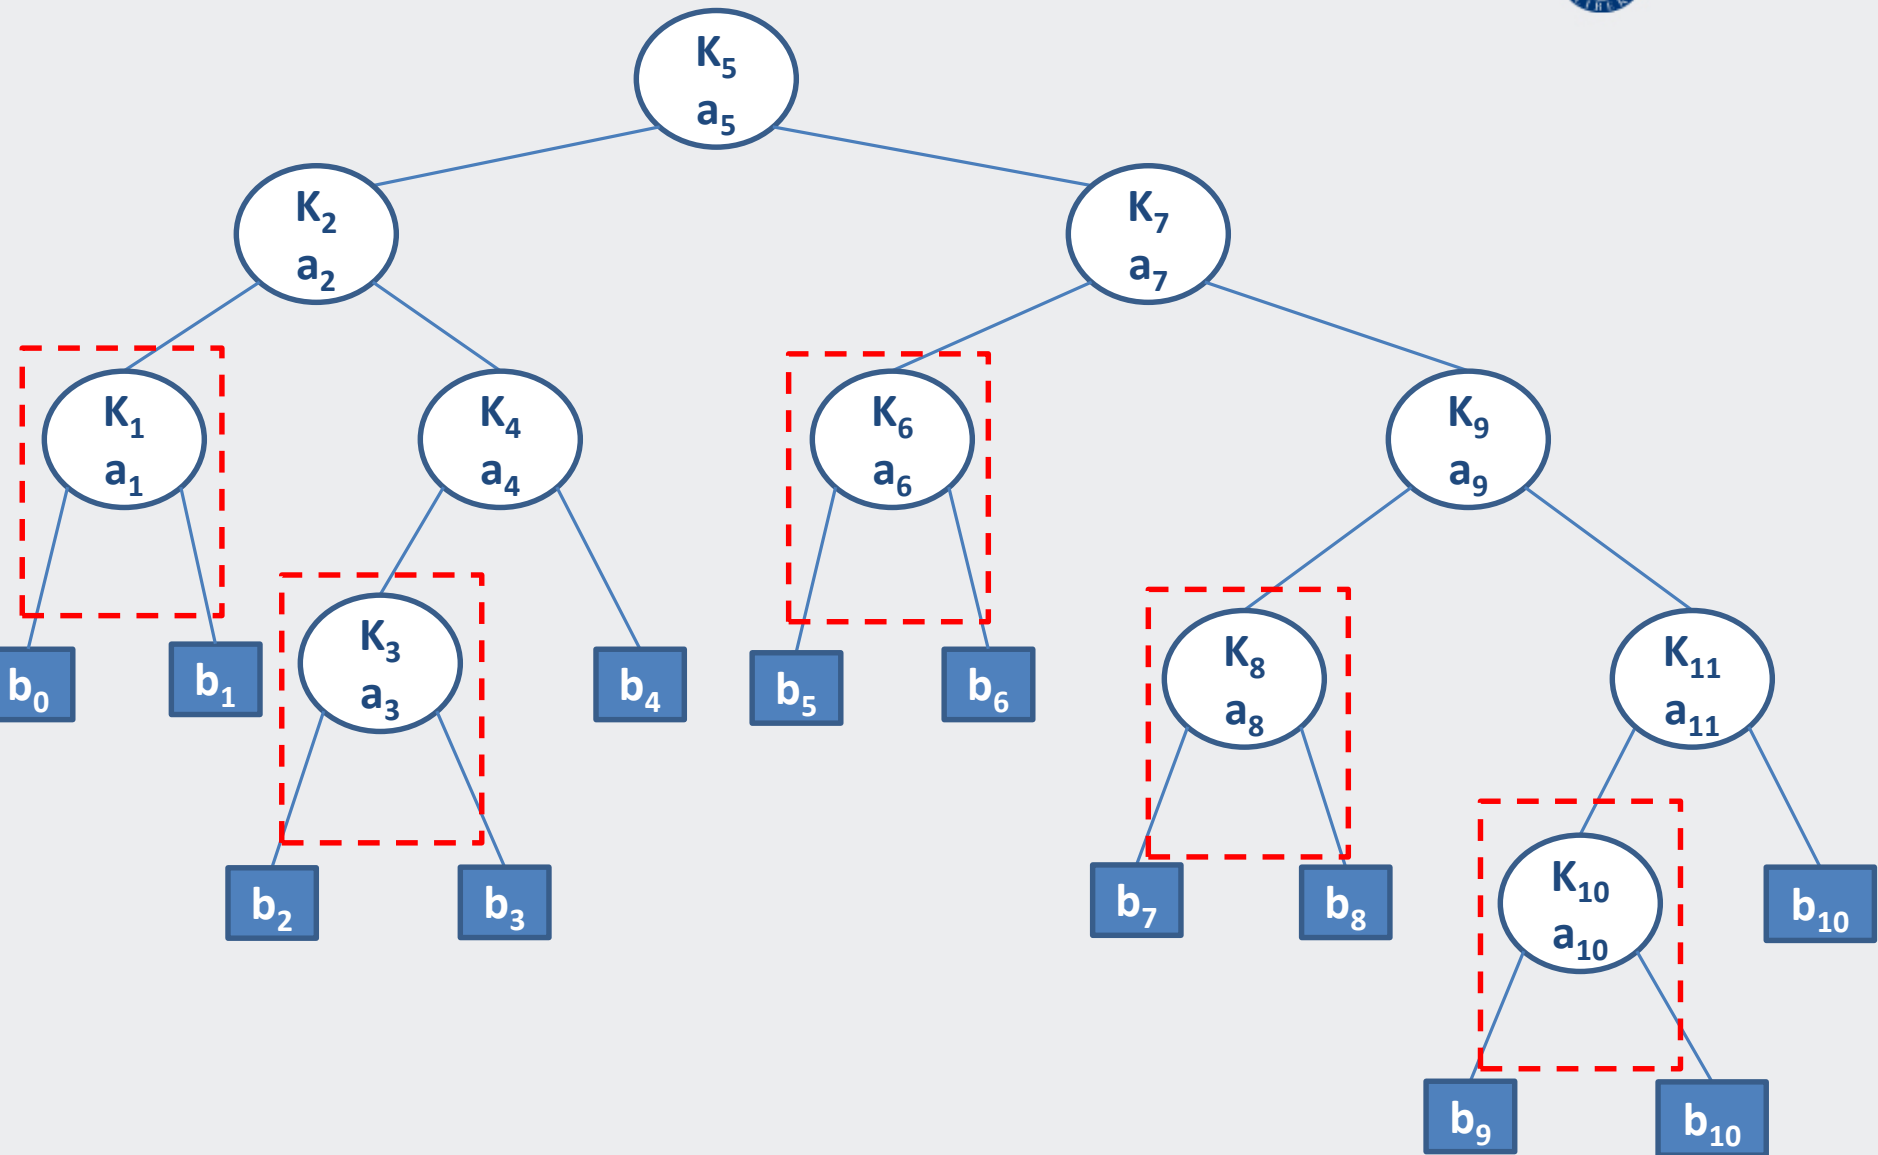 K₅
a₅
K₂
a₂
K₇
a₇
K₁
a₁
K₄
a₄
K₆
a₆
K₉
a₉
K₃
a₃
K₈
a₈
K₁₁
a₁₁
b₀
b₁
b₄
b₅
b₆
b₂
b₃
b₇
b₈
K₁₀
a₁₀
b₁₀
b₉
b₁₀